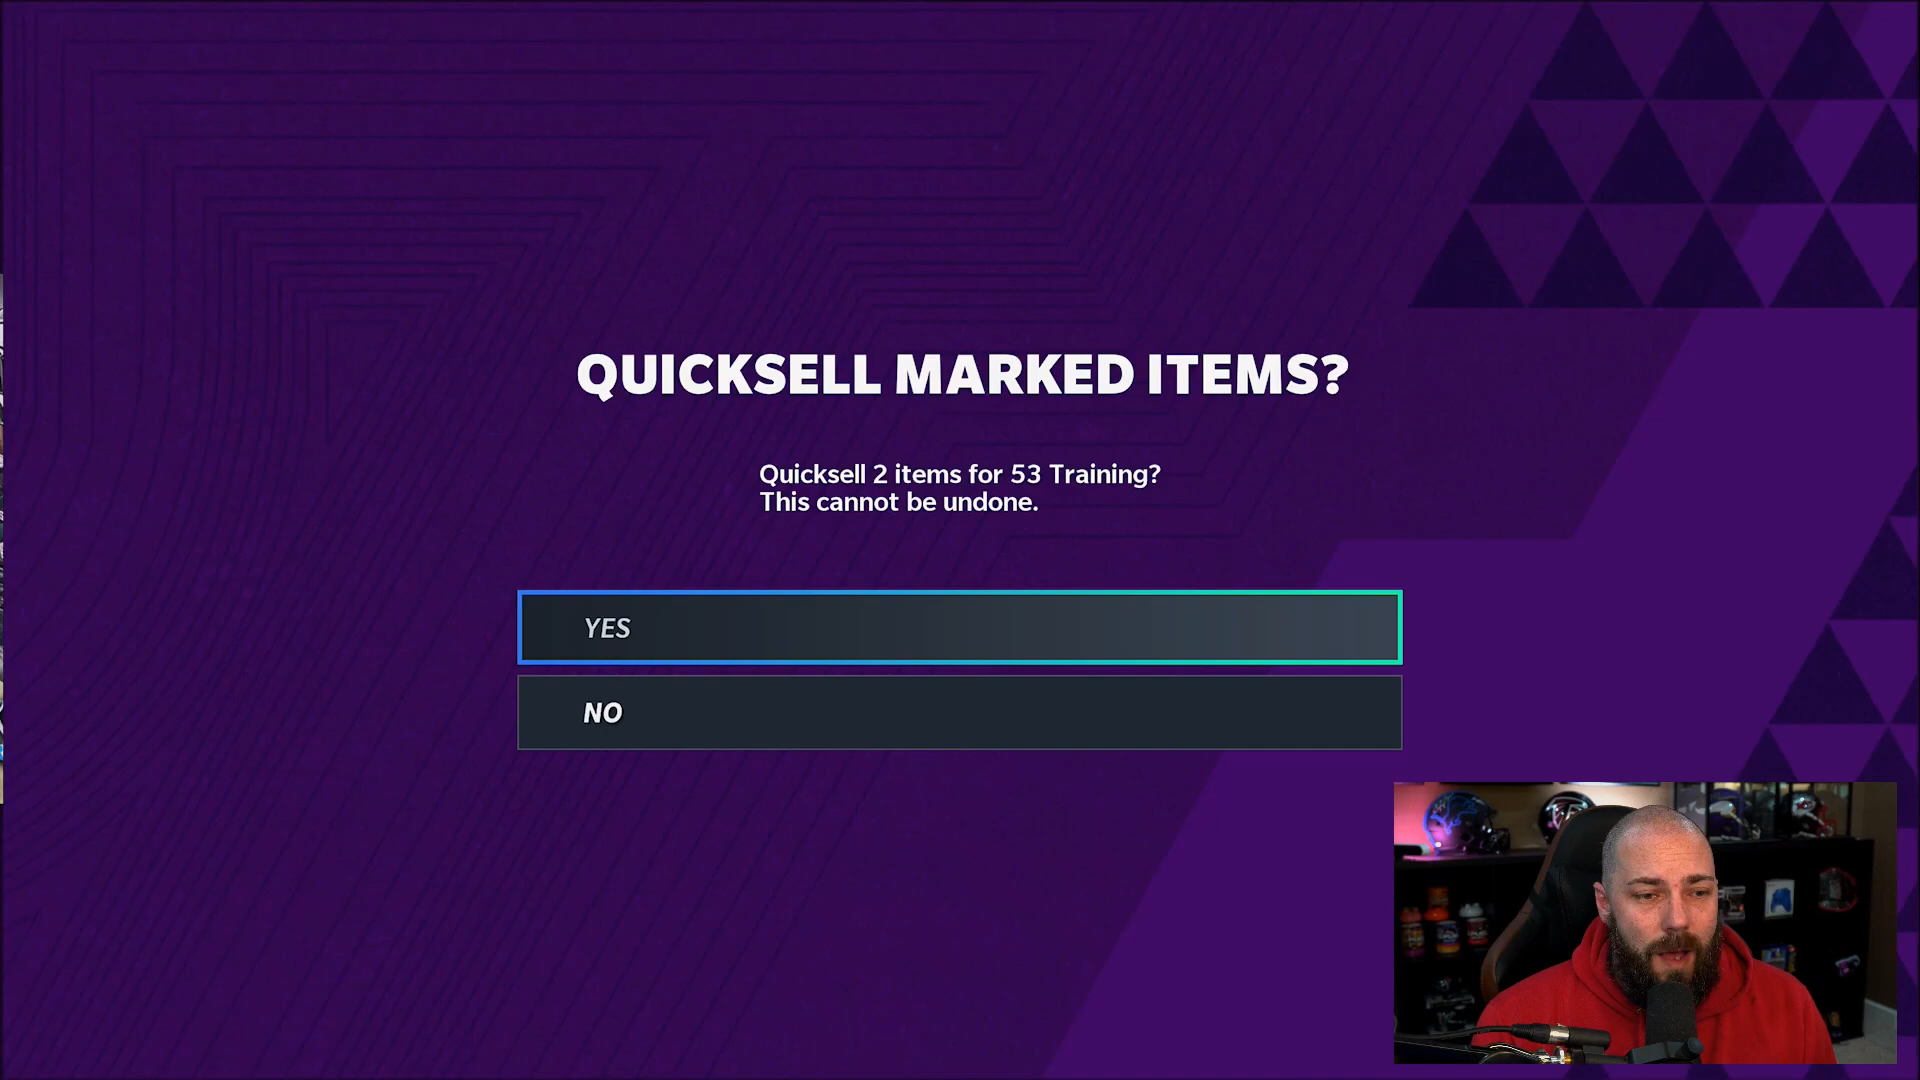 QUICKSELL MARKED ITEMS?
Quicksell 2 items for 53 Training?
This cannot be undone.
YES
NO